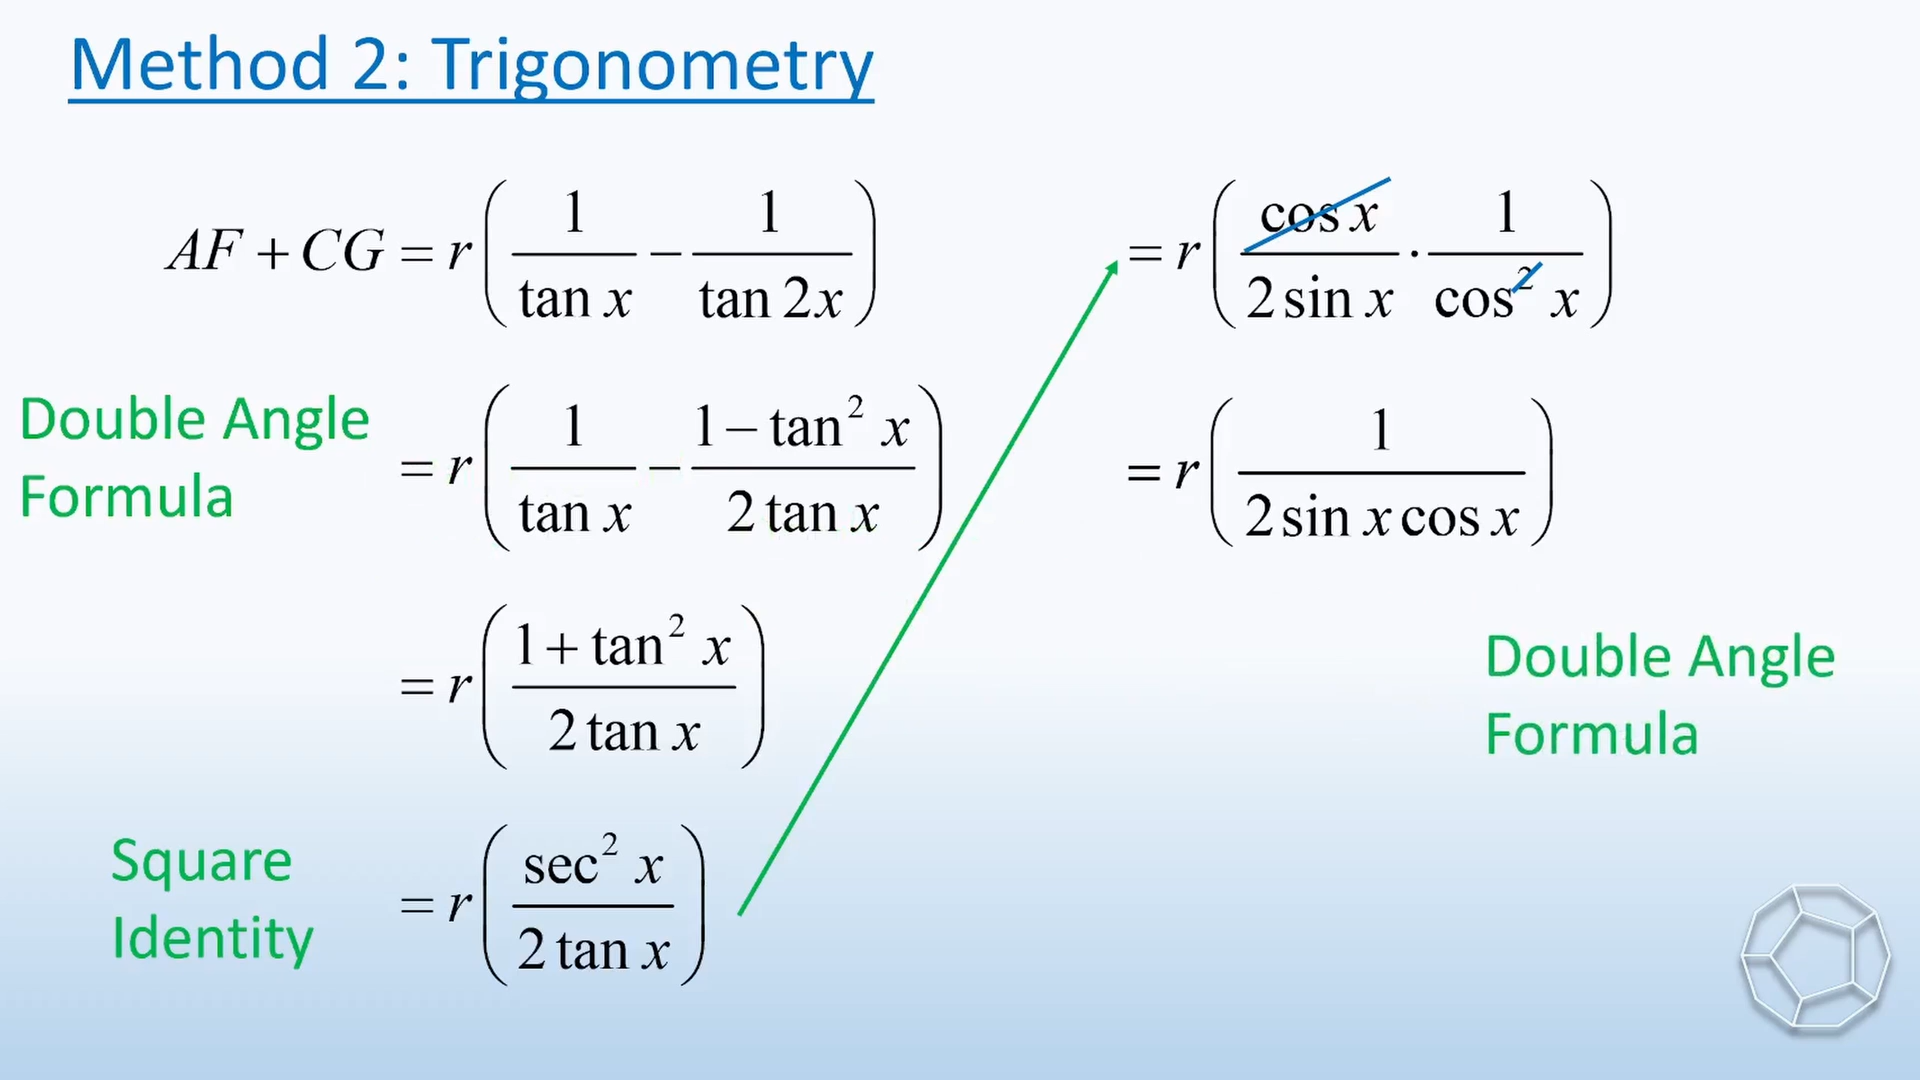 Method 2: Trigonometry
AF + CG = r(1/tan x − 1/tan 2x)
Double Angle Formula
= r(1/tan x − (1 − tan² x)/(2 tan x))
= r((1 + tan² x)/(2 tan x))
Square Identity
= r(sec² x/(2 tan x))
= r(cos x/(2 sin x) · 1/cos² x)
= r(1/(2 sin x cos x))
Double Angle
Formula